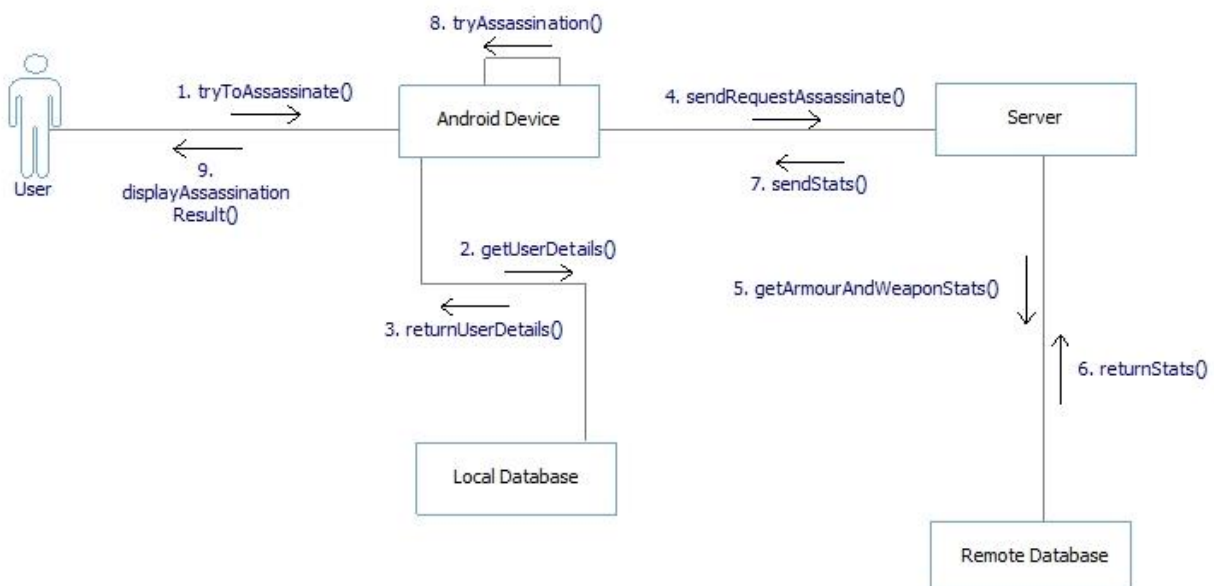 8. tryAssassination()
1. tryToAssassinate()
Android Device
4. sendRequestAssassinate()
Server
User
9.
displayAssassination
Result()
7. sendStats()
2. getUserDetails()
3. returnUserDetails()
5. getArmourAndWeaponStats()
6. returnStats()
Local Database
Remote Database